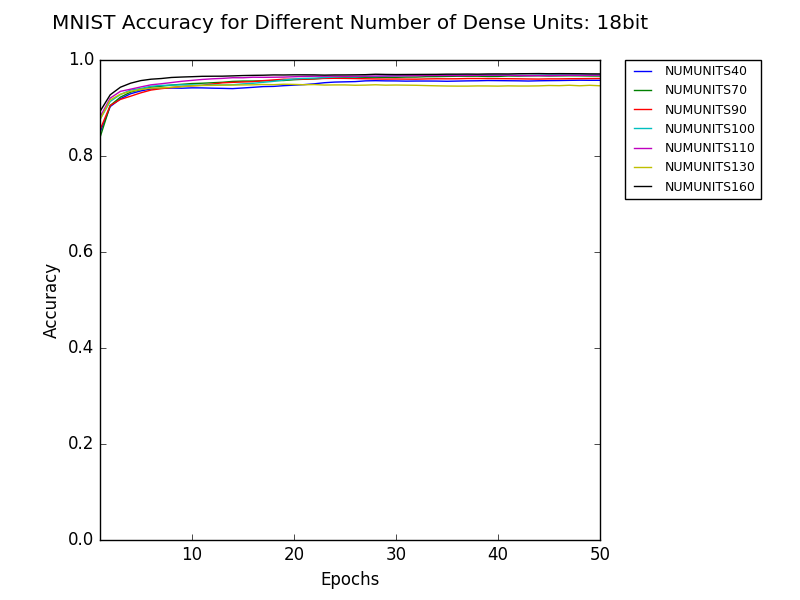 MNIST Accuracy for Different Number of Dense Units: 18bit
1.0
0.8
0.6
0.4
0.2
0.0
Accuracy
10 20 30 40 50
Epochs
NUMUNITS40
NUMUNITS70
NUMUNITS90
NUMUNITS100
NUMUNITS110
NUMUNITS130
NUMUNITS160